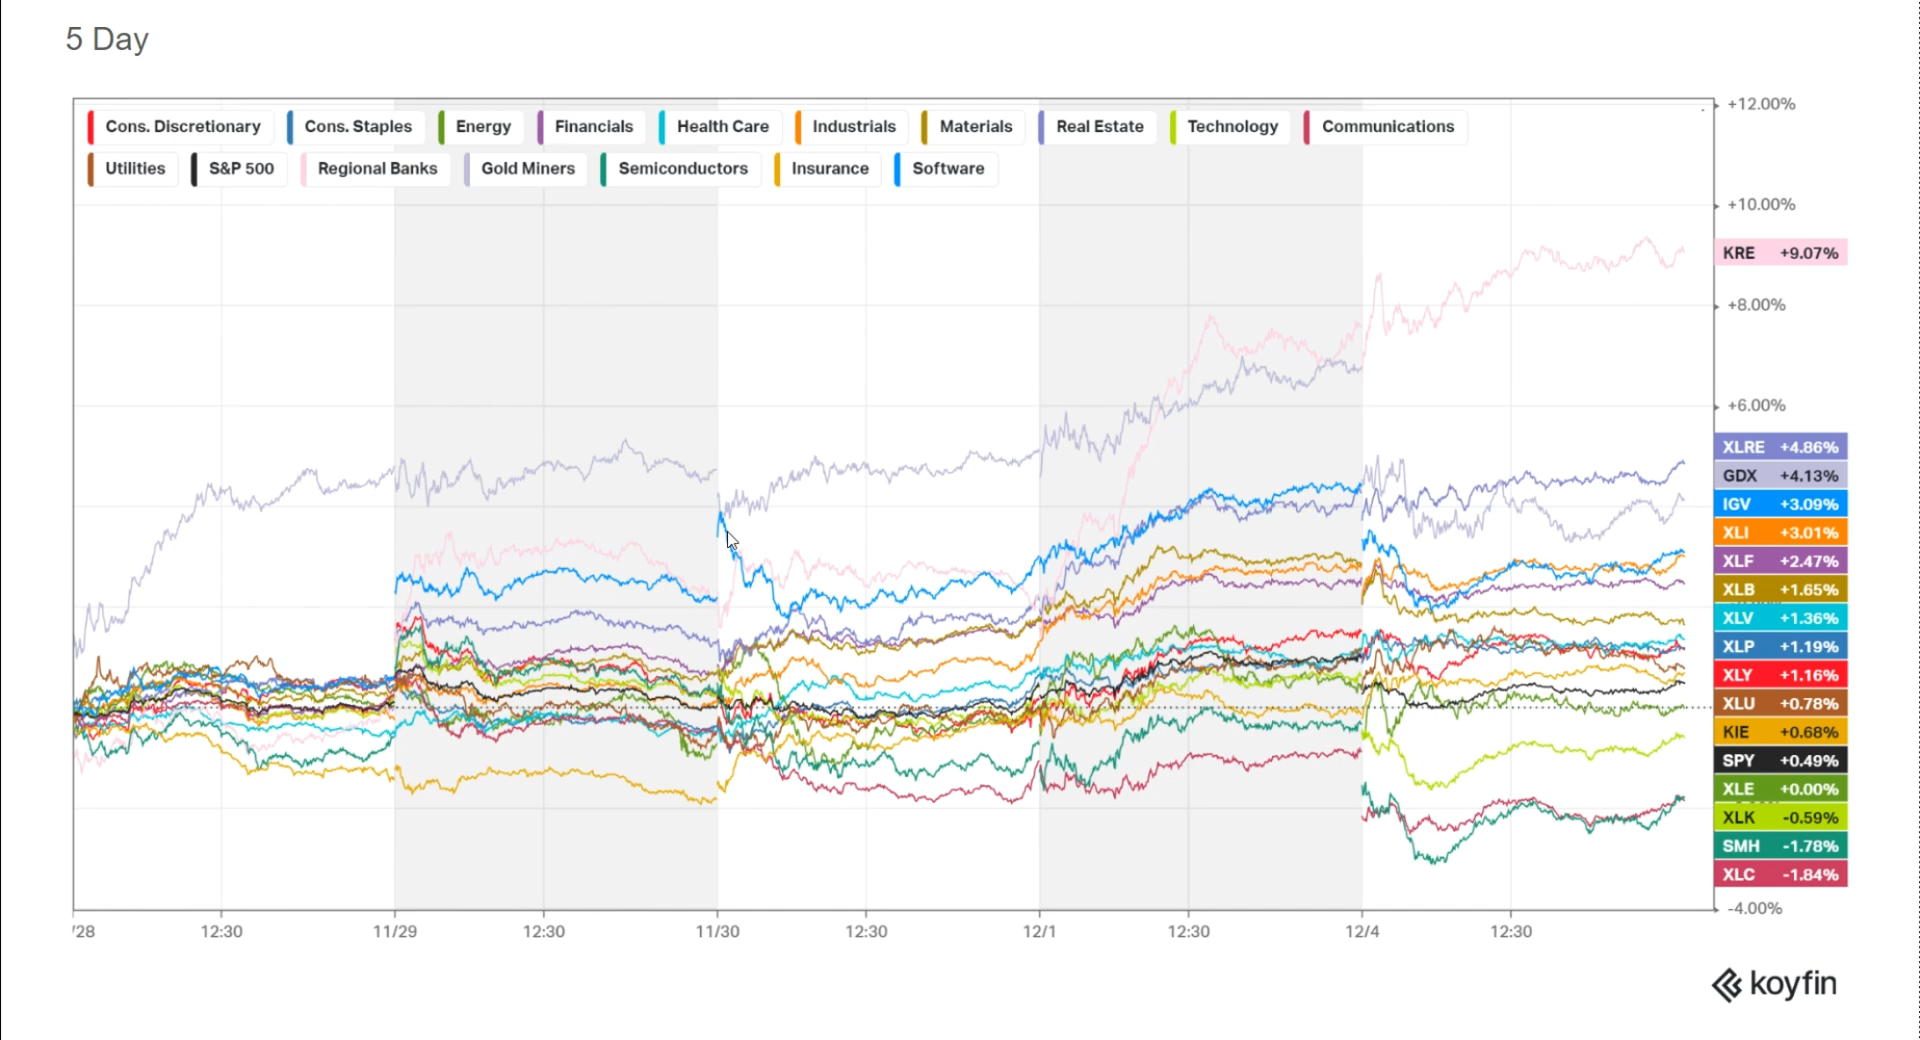 5 Day
Cons. Discretionary Cons. Staples Energy Financials Health Care Industrials Materials Real Estate Technology Communications
Utilities S&P 500 Regional Banks Gold Miners Semiconductors Insurance Software
+12.00%
+10.00%
KRE +9.07%
+8.00%
+6.00%
XLRE +4.86%
GDX +4.13%
IGV +3.09%
XLI +3.01%
XLF +2.47%
XLB +1.65%
XLV +1.36%
XLP +1.19%
XLY +1.16%
XLU +0.78%
KIE +0.68%
SPY +0.49%
XLE +0.00%
XLK -0.59%
SMH -1.78%
XLC -1.84%
-4.00%
/28 12:30 11/29 12:30 11/30 12:30 12/1 12:30 12/4 12:30
koyfin